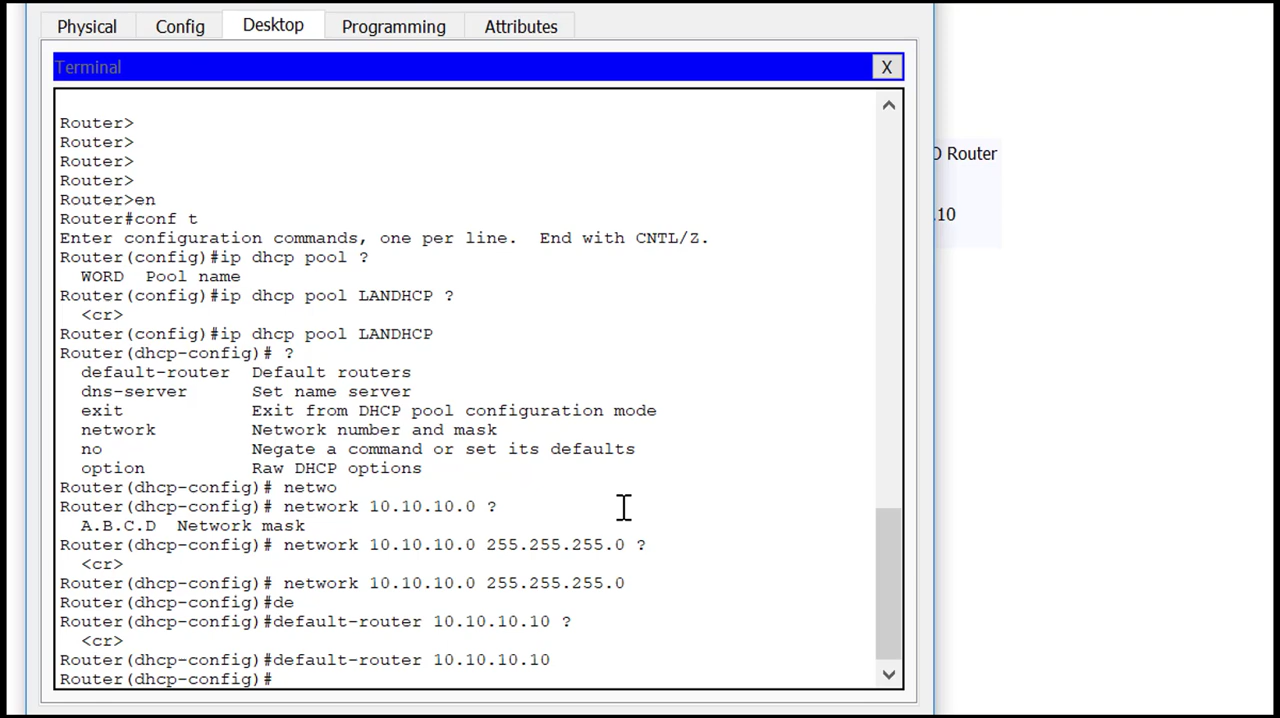 Physical Config Desktop Programming Attributes
Terminal X
Router>
Router>
Router>
Router>
Router>en
Router#conf t
Enter configuration commands, one per line.  End with CNTL/Z.
Router(config)#ip dhcp pool ?
  WORD  Pool name
Router(config)#ip dhcp pool LANDHCP ?
  <cr>
Router(config)#ip dhcp pool LANDHCP
Router(dhcp-config)# ?
  default-router  Default routers
  dns-server      Set name server
  exit            Exit from DHCP pool configuration mode
  network         Network number and mask
  no              Negate a command or set its defaults
  option          Raw DHCP options
Router(dhcp-config)# netwo
Router(dhcp-config)# network 10.10.10.0 ?
  A.B.C.D  Network mask
Router(dhcp-config)# network 10.10.10.0 255.255.255.0 ?
  <cr>
Router(dhcp-config)# network 10.10.10.0 255.255.255.0
Router(dhcp-config)#de
Router(dhcp-config)#default-router 10.10.10.10 ?
  <cr>
Router(dhcp-config)#default-router 10.10.10.10
Router(dhcp-config)#
Router
.10